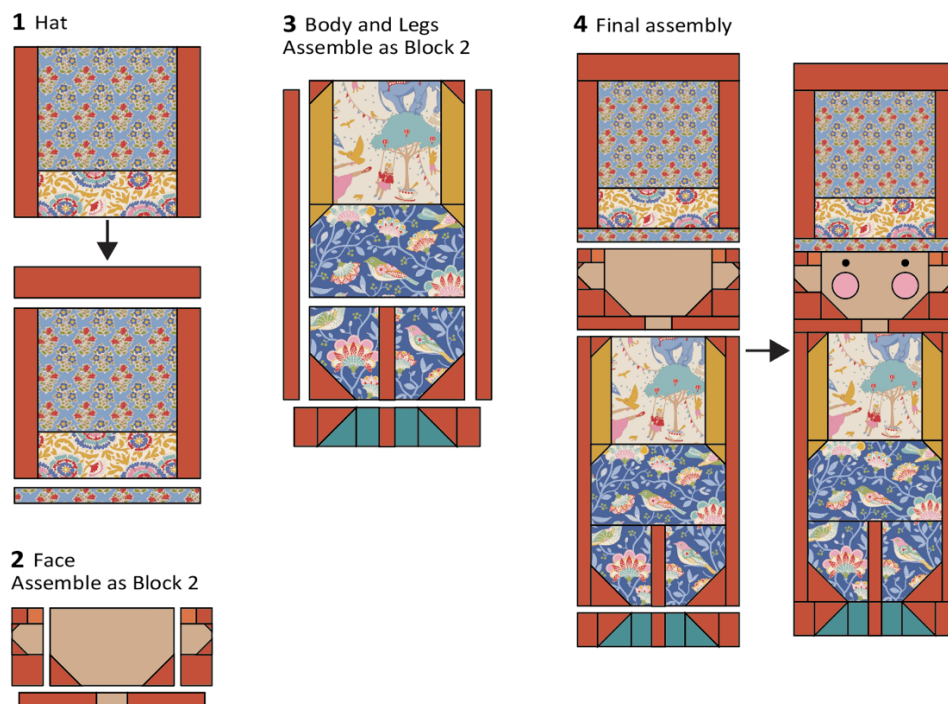 1 Hat
2 Face
Assemble as Block 2
3 Body and Legs
Assemble as Block 2
4 Final assembly